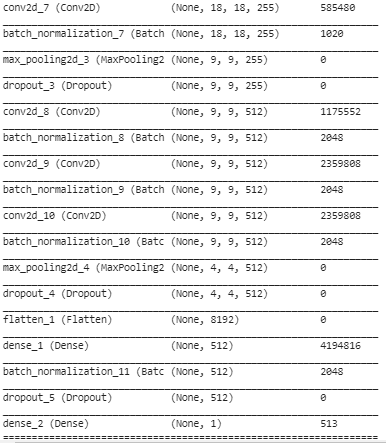 conv2d_7 (Conv2D) (None, 18, 18, 255) 585480
batch_normalization_7 (Batch (None, 18, 18, 255) 1020
max_pooling2d_3 (MaxPooling2 (None, 9, 9, 255) 0
dropout_3 (Dropout) (None, 9, 9, 255) 0
conv2d_8 (Conv2D) (None, 9, 9, 512) 1175552
batch_normalization_8 (Batch (None, 9, 9, 512) 2048
conv2d_9 (Conv2D) (None, 9, 9, 512) 2359808
batch_normalization_9 (Batch (None, 9, 9, 512) 2048
conv2d_10 (Conv2D) (None, 9, 9, 512) 2359808
batch_normalization_10 (Batc (None, 9, 9, 512) 2048
max_pooling2d_4 (MaxPooling2 (None, 4, 4, 512) 0
dropout_4 (Dropout) (None, 4, 4, 512) 0
flatten_1 (Flatten) (None, 8192) 0
dense_1 (Dense) (None, 512) 4194816
batch_normalization_11 (Batc (None, 512) 2048
dropout_5 (Dropout) (None, 512) 0
dense_2 (Dense) (None, 1) 513